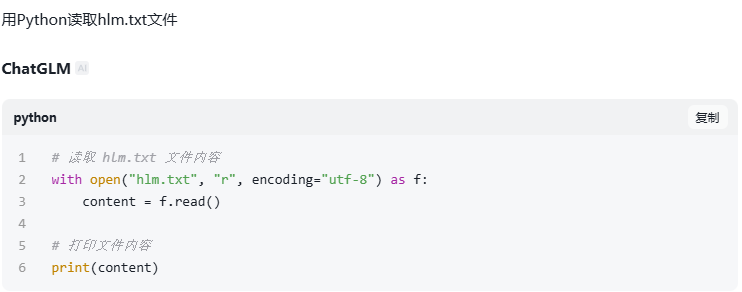 用Python读取hlm.txt文件
ChatGLM AI
python 复制
1 # 读取 hlm.txt 文件内容
2 with open("hlm.txt", "r", encoding="utf-8") as f:
3     content = f.read()
4
5 # 打印文件内容
6 print(content)